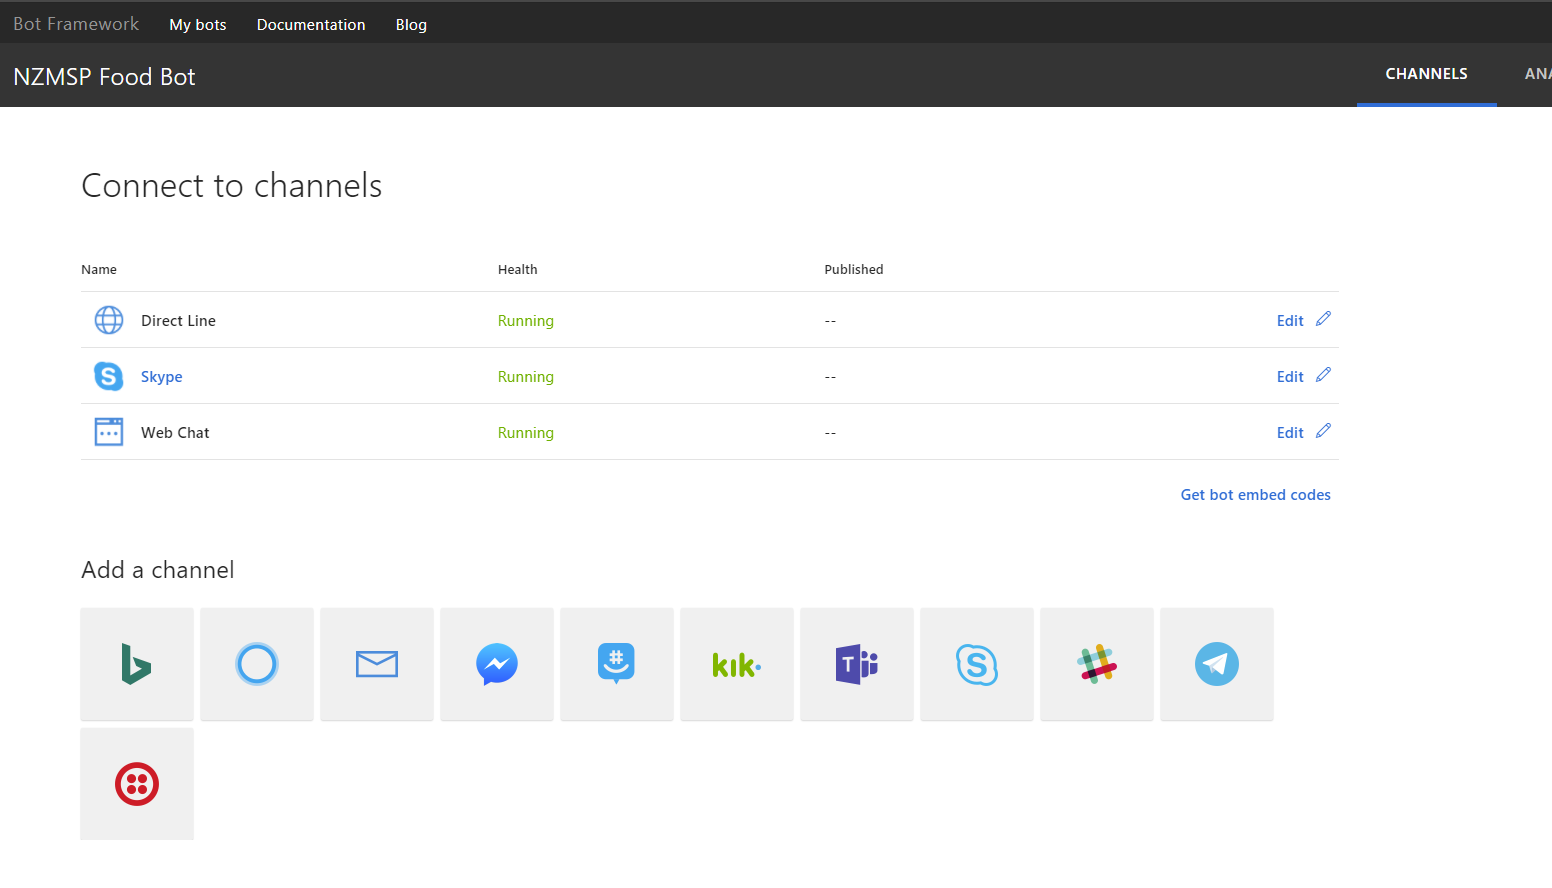 Bot Framework My bots Documentation Blog
NZMSP Food Bot CHANNELS ANA
Connect to channels
Name Health Published
Direct Line Running -- Edit
Skype Running -- Edit
Web Chat Running -- Edit
Get bot embed codes
Add a channel
kik.